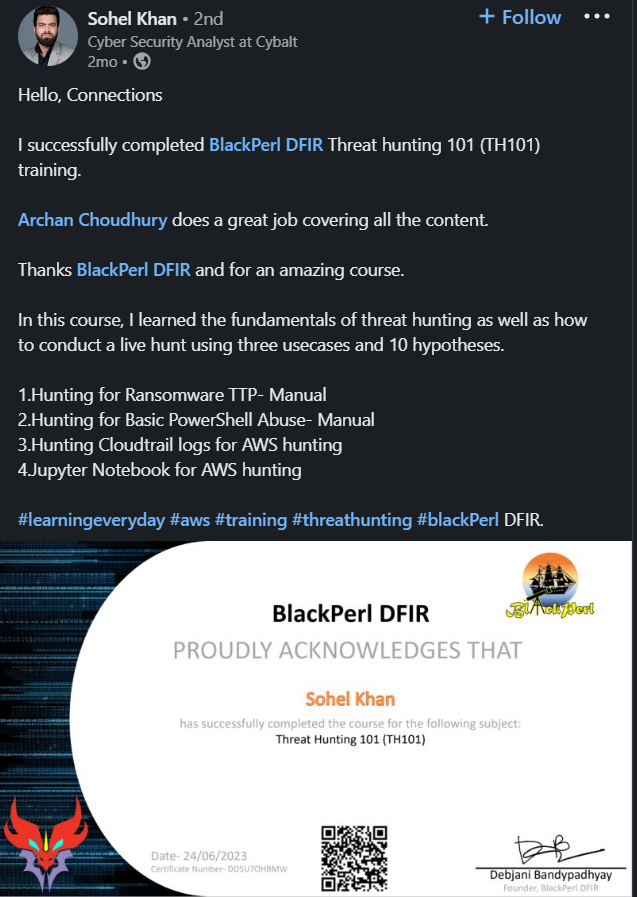 Sohel Khan • 2nd
+ Follow
Cyber Security Analyst at Cybalt
2mo •
Hello, Connections
I successfully completed BlackPerl DFIR Threat hunting 101 (TH101)
training.
Archan Choudhury does a great job covering all the content.
Thanks BlackPerl DFIR and for an amazing course.
In this course, I learned the fundamentals of threat hunting as well as how
to conduct a live hunt using three usecases and 10 hypotheses.
1.Hunting for Ransomware TTP- Manual
2.Hunting for Basic PowerShell Abuse- Manual
3.Hunting Cloudtrail logs for AWS hunting
4.Jupyter Notebook for AWS hunting
#learningeveryday #aws #training #threathunting #blackPerl DFIR.
BlackPerl
BlackPerl DFIR
PROUDLY ACKNOWLEDGES THAT
Sohel Khan
has successfully completed the course for the following subject:
Threat Hunting 101 (TH101)
Date- 24/06/2023
Certificate Number- DD5U7OHBMW
Debjani Bandypadhyay
Founder, BlackPerl DFIR